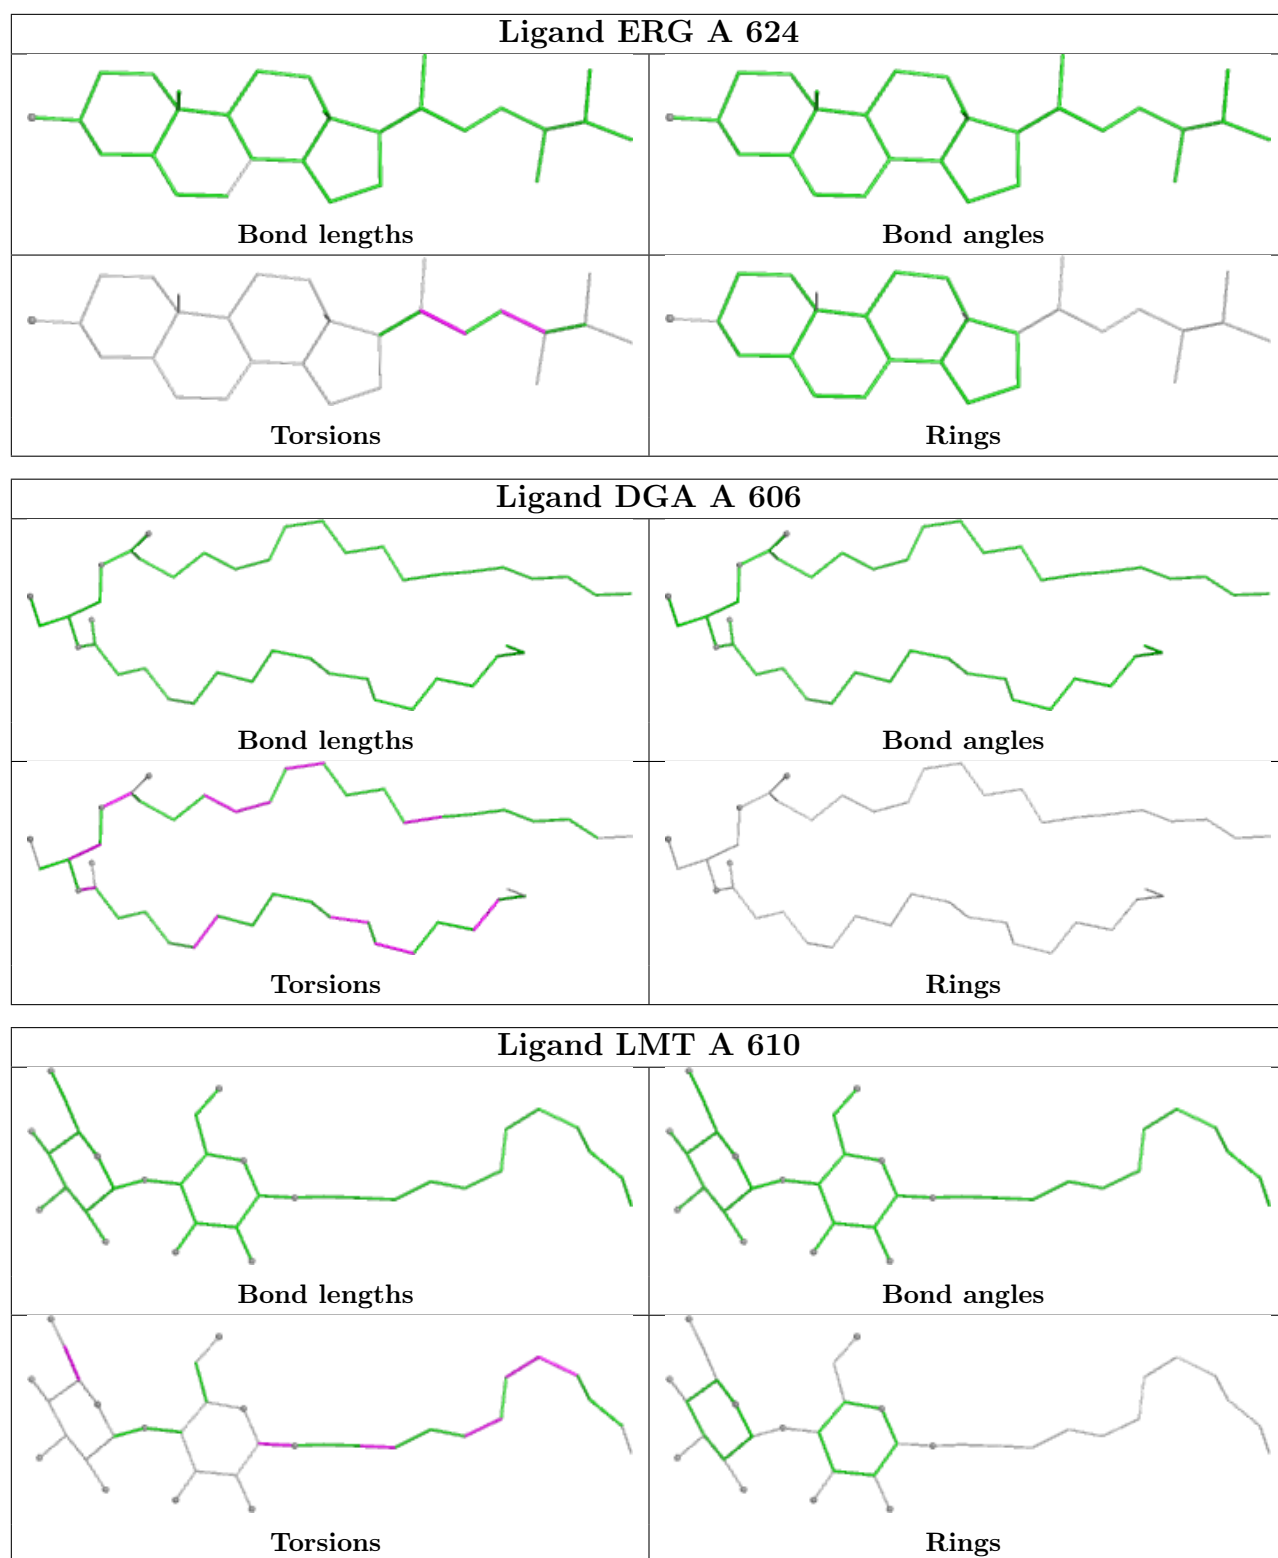 Ligand ERG A 624
Bond lengths
Bond angles
Torsions
Rings
Ligand DGA A 606
Bond lengths
Bond angles
Torsions
Rings
Ligand LMT A 610
Bond lengths
Bond angles
Torsions
Rings